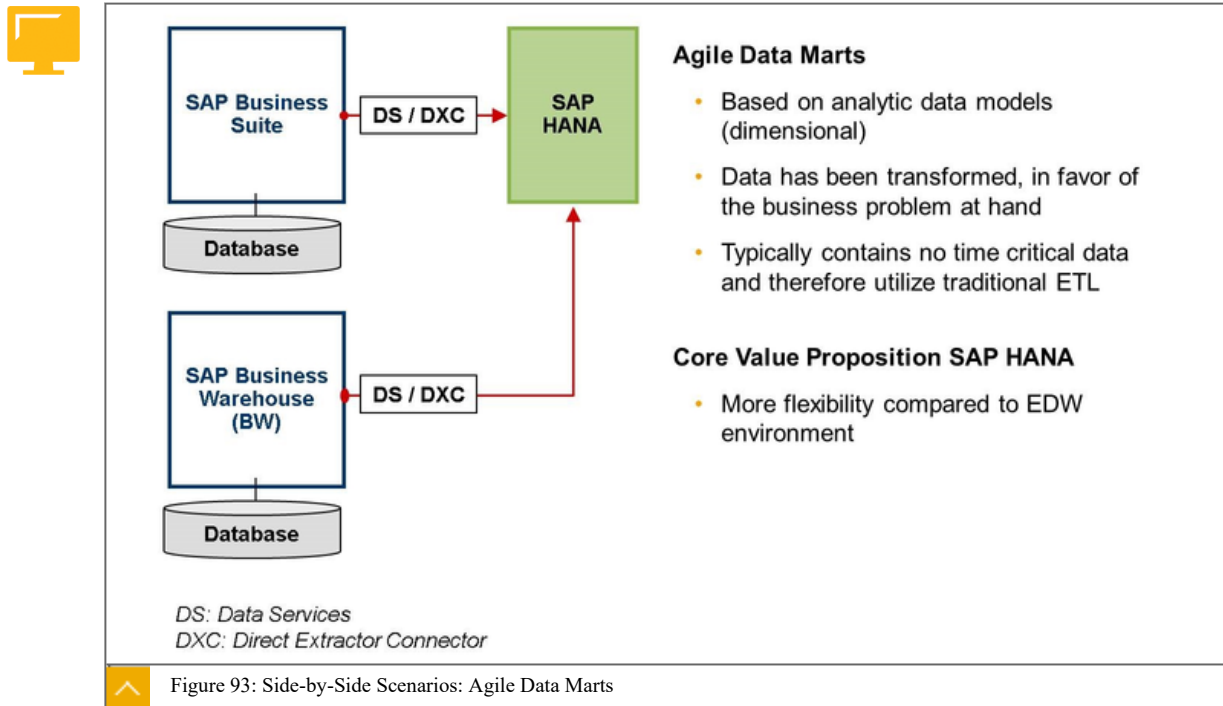 SAP Business
Suite
DS / DXC
SAP
HANA
Database
SAP Business
Warehouse
(BW)
DS / DXC
Database
DS: Data Services
DXC: Direct Extractor Connector
Agile Data Marts
• Based on analytic data models
(dimensional)
• Data has been transformed, in favor of
the business problem at hand
• Typically contains no time critical data
and therefore utilize traditional ETL
Core Value Proposition SAP HANA
• More flexibility compared to EDW
environment
Figure 93: Side-by-Side Scenarios: Agile Data Marts